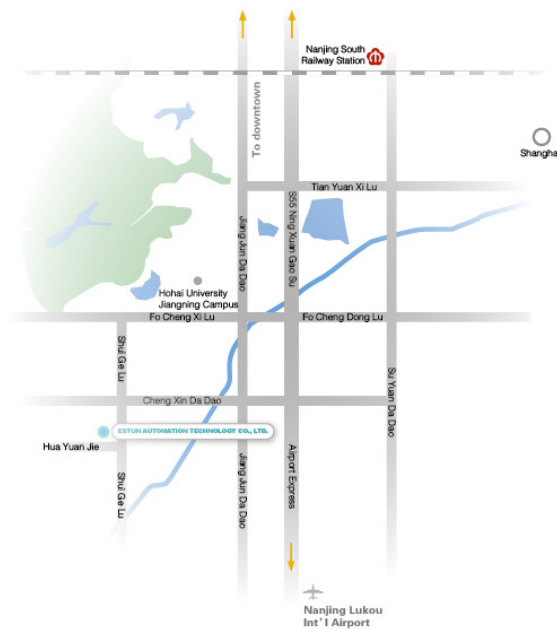 Nanjing South
Railway Station
To downtown
Shangha
Tian Yuan Xi Lu
S55 Ning Xuan Gao Su
Jiang Jun Da Dao
Hohai University
Jiangning Campus
Fo Cheng Xi Lu
Fo Cheng Dong Lu
Shui Ge Lu
Su Yuan Da Dao
Cheng Xin Da Dao
ESTUN AUTOMATION TECHNOLOGY CO., LTD.
Hua Yuan Jie
Shui Ge Lu
Jiang Jun Da Dao
Airport Express
Nanjing Lukou
Int' l Airport